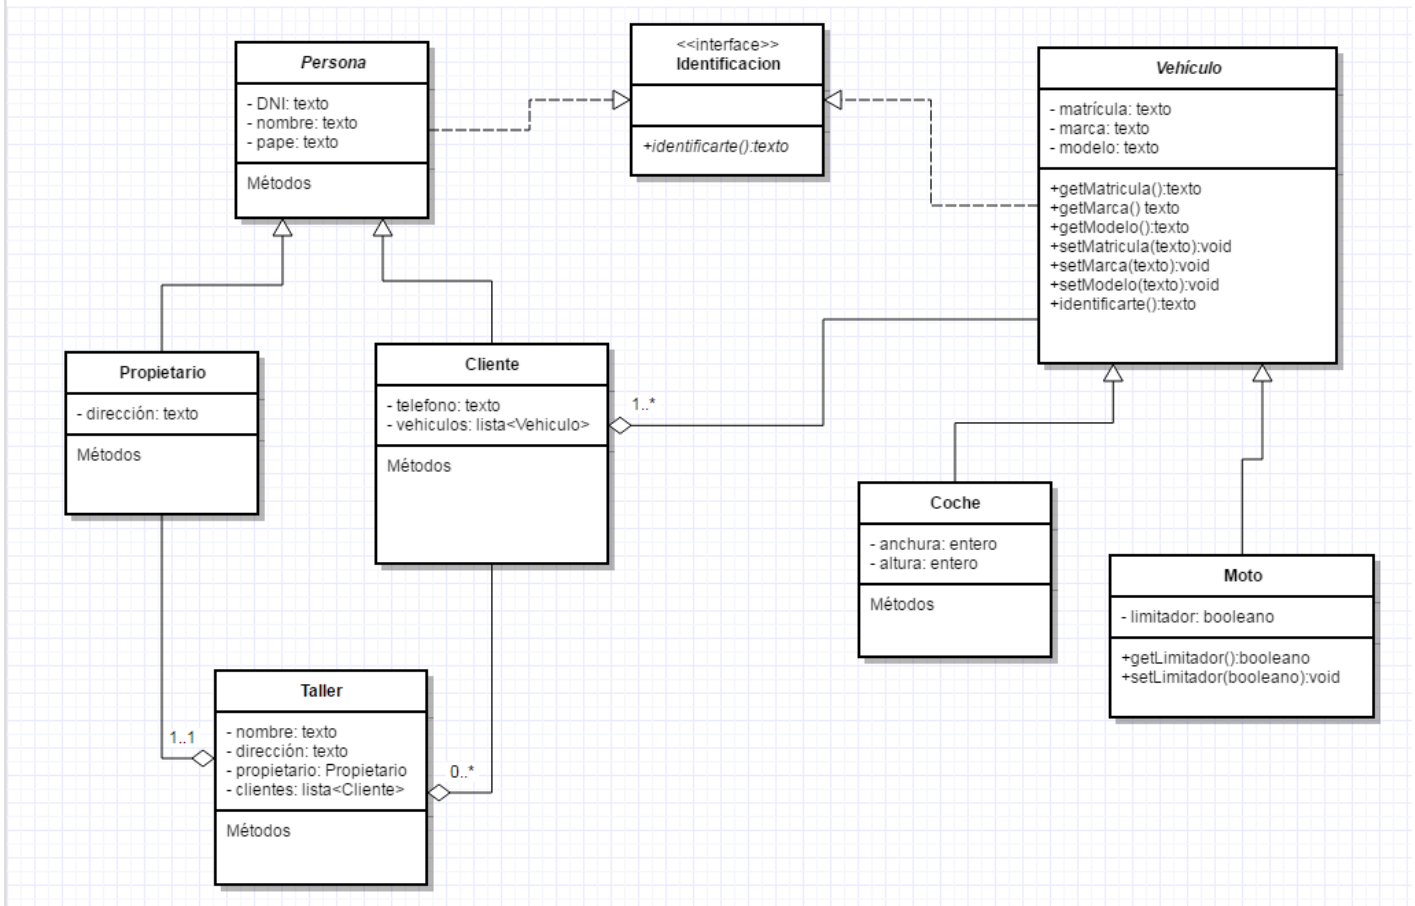 Persona
- DNI: texto
- nombre: texto
- pape: texto
Métodos
<<interface>>
Identificacion
+identificarte():texto
Vehículo
- matrícula: texto
- marca: texto
- modelo: texto
+getMatricula():texto
+getMarca() texto
+getModelo():texto
+setMatricula(texto):void
+setMarca(texto):void
+setModelo(texto):void
+identificarte():texto
Propietario
- dirección: texto
Métodos
Cliente
- telefono: texto
- vehiculos: lista<Vehiculo>
Métodos
1..*
Coche
- anchura: entero
- altura: entero
Métodos
Moto
- limitador: booleano
+getLimitador():booleano
+setLimitador(booleano):void
Taller
- nombre: texto
- dirección: texto
- propietario: Propietario
- clientes: lista<Cliente>
Métodos
1..1
0..*